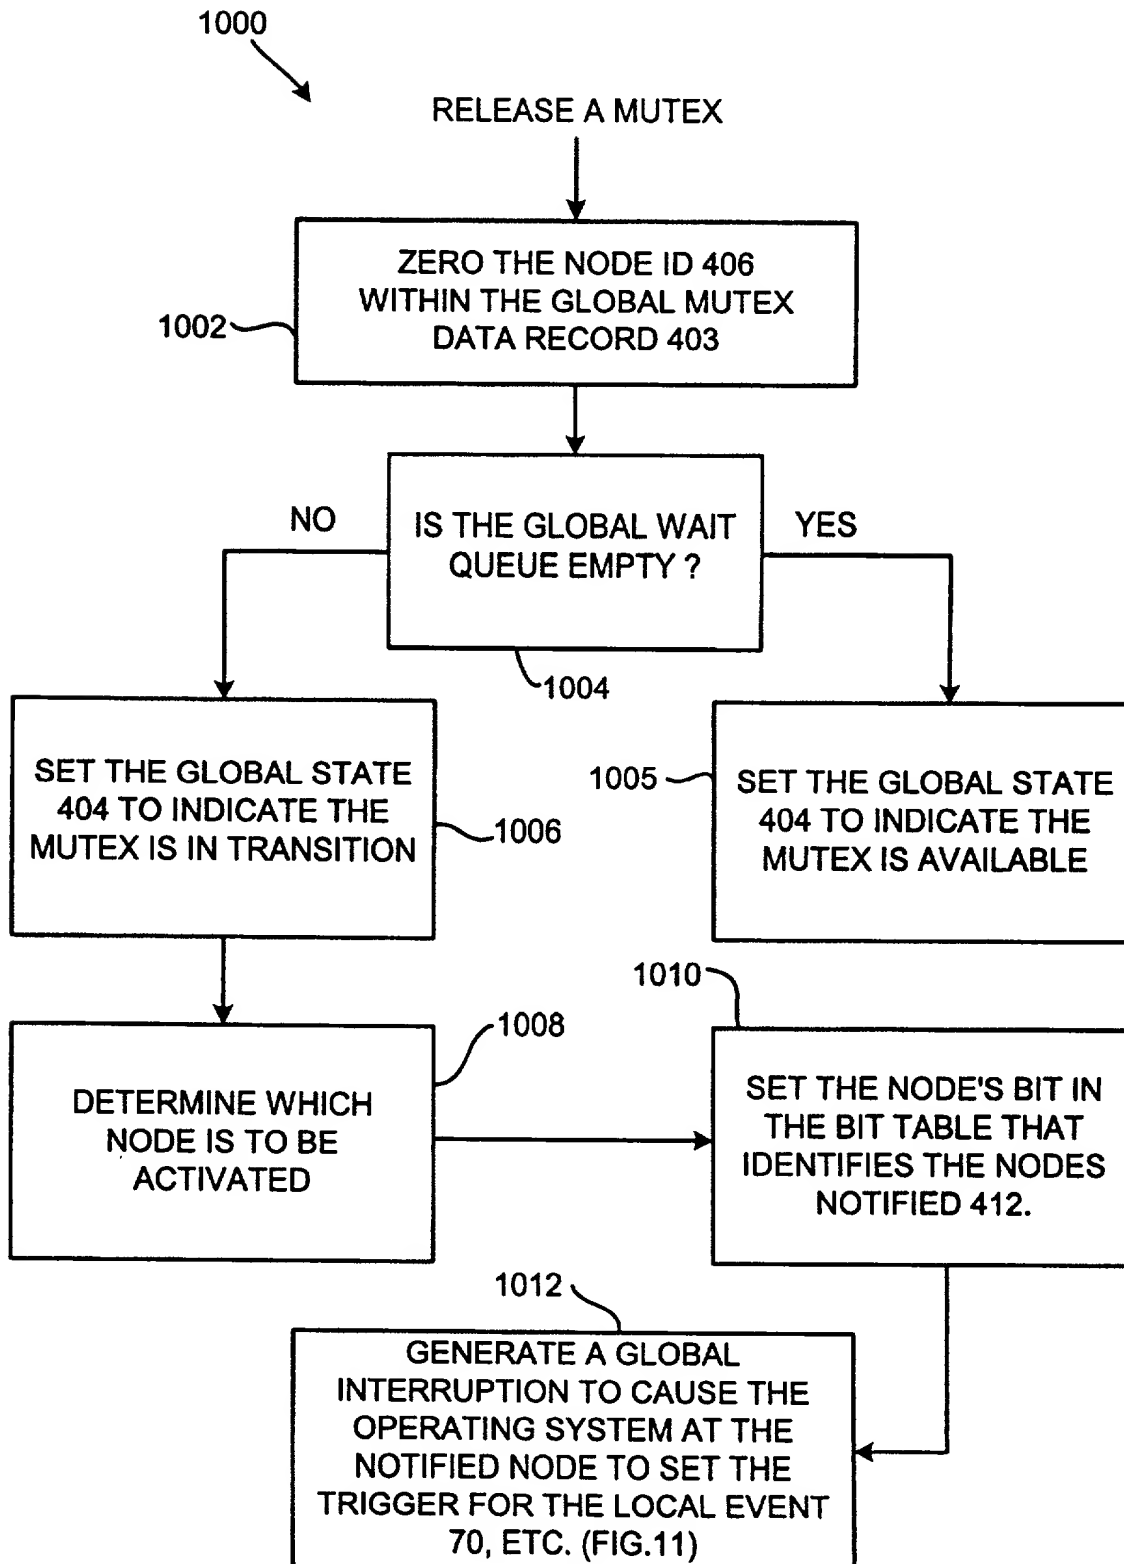 1000
RELEASE A MUTEX
ZERO THE NODE ID 406
WITHIN THE GLOBAL MUTEX
DATA RECORD 403
1002
NO
IS THE GLOBAL WAIT
QUEUE EMPTY ?
YES
1004
SET THE GLOBAL STATE
404 TO INDICATE THE
MUTEX IS IN TRANSITION
1006
1005
SET THE GLOBAL STATE
404 TO INDICATE THE
MUTEX IS AVAILABLE
1008
DETERMINE WHICH
NODE IS TO BE
ACTIVATED
1010
SET THE NODE'S BIT IN
THE BIT TABLE THAT
IDENTIFIES THE NODES
NOTIFIED 412.
1012
GENERATE A GLOBAL
INTERRUPTION TO CAUSE THE
OPERATING SYSTEM AT THE
NOTIFIED NODE TO SET THE
TRIGGER FOR THE LOCAL EVENT
70, ETC. (FIG.11)